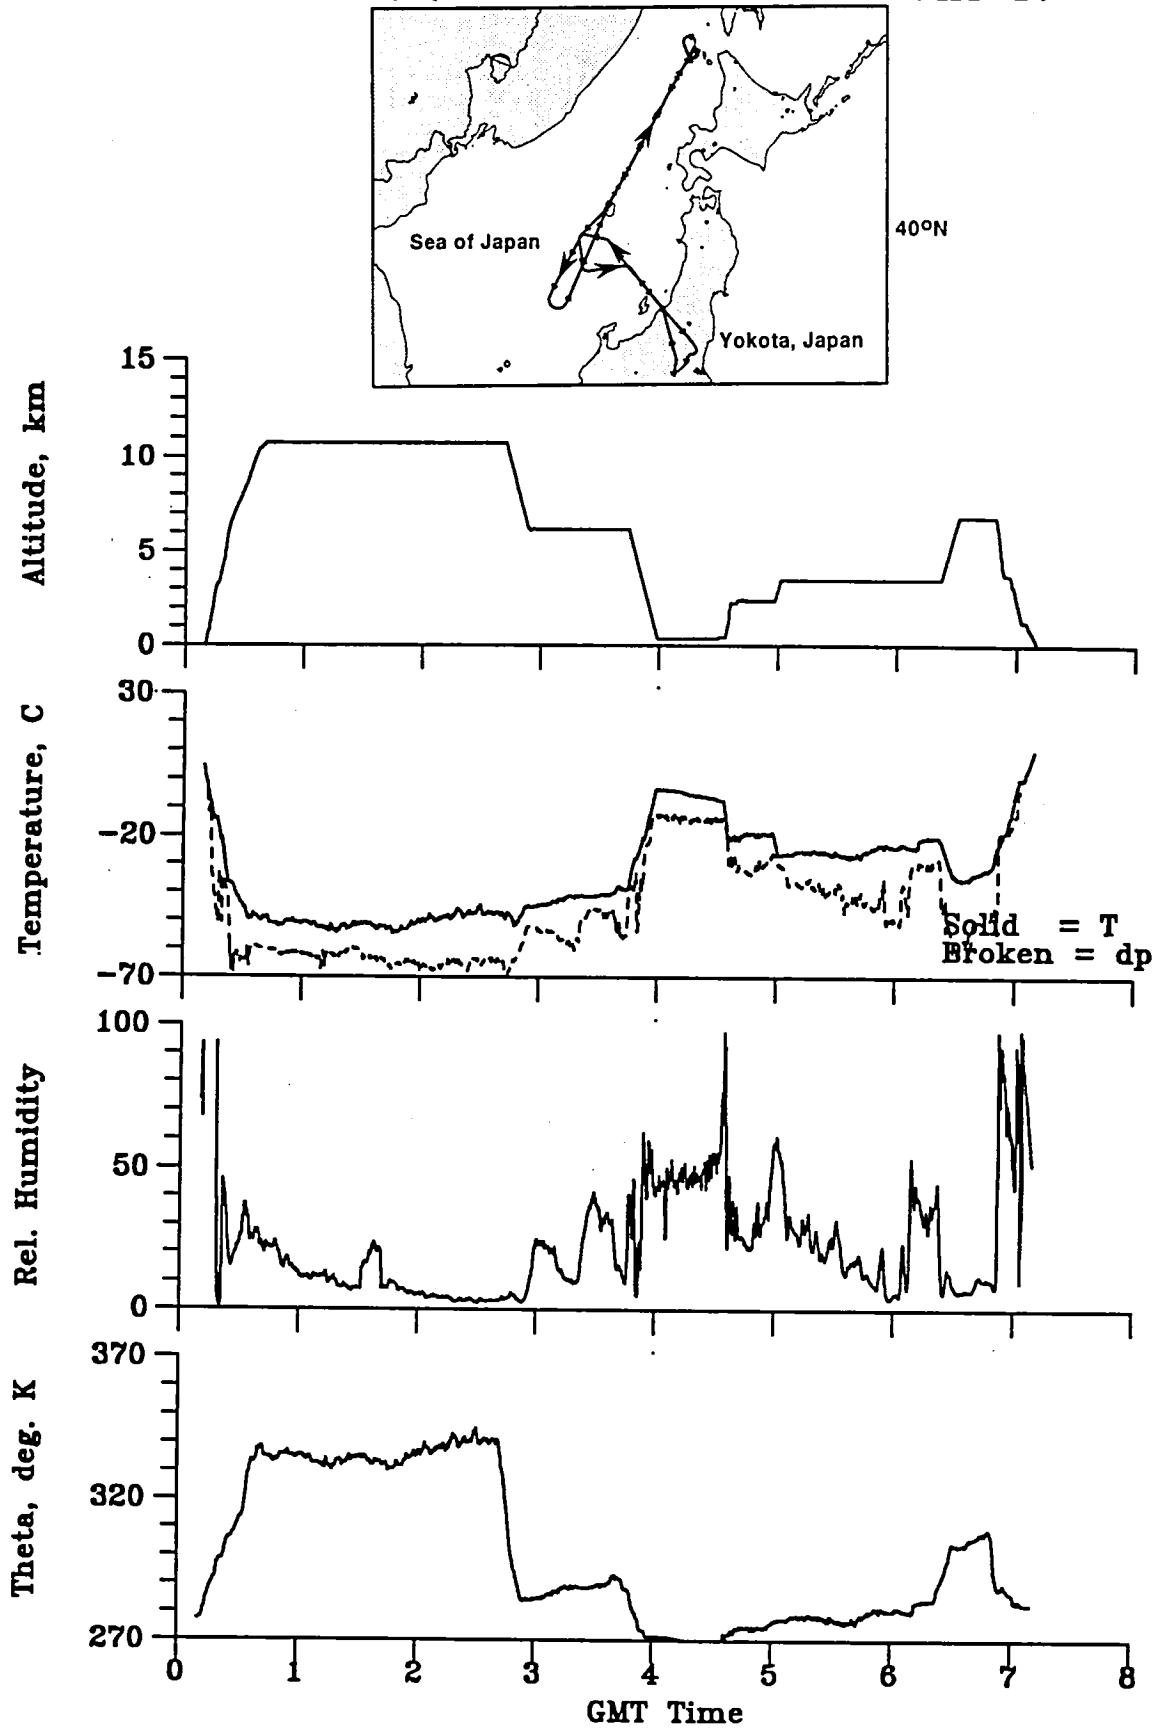 Sea of Japan
40°N
Yokota, Japan
Altitude, km
15
10
5
0
Temperature, C
30
−20
−70
Solid = T
Broken = dp
Rel. Humidity
100
50
0
Theta, deg. K
370
320
270
0 1 2 3 4 5 6 7 8
GMT Time